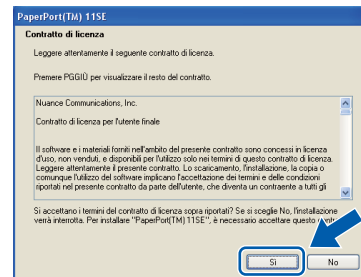 PaperPort(TM) 11SE
Contratto di licenza
Leggere attentamente il seguente contratto di licenza.
Premere PGGIÙ per visualizzare il resto del contratto.
Nuance Communications, Inc.
Contratto di licenza per l'utente finale
Il software e i materiali forniti nell'ambito del presente contratto sono concessi in licenza
d'uso, non venduti, e disponibili per l'utilizzo solo nei termini di questo contratto di licenza.
Leggere attentamente il presente contratto. Lo scaricamento, l'installazione, la copia o
comunque l'utilizzo del software implicano l'accettazione dei termini e delle condizioni
riportati nel presente contratto da parte dell'utente, che diventa un contraente a tutti gli
Si accettano i termini del contratto di licenza sopra riportati? Se si sceglie No, l'installazione
verrà interrotta. Per installare "PaperPort(TM) 11SE", è necessario accettare questo
Sì
No